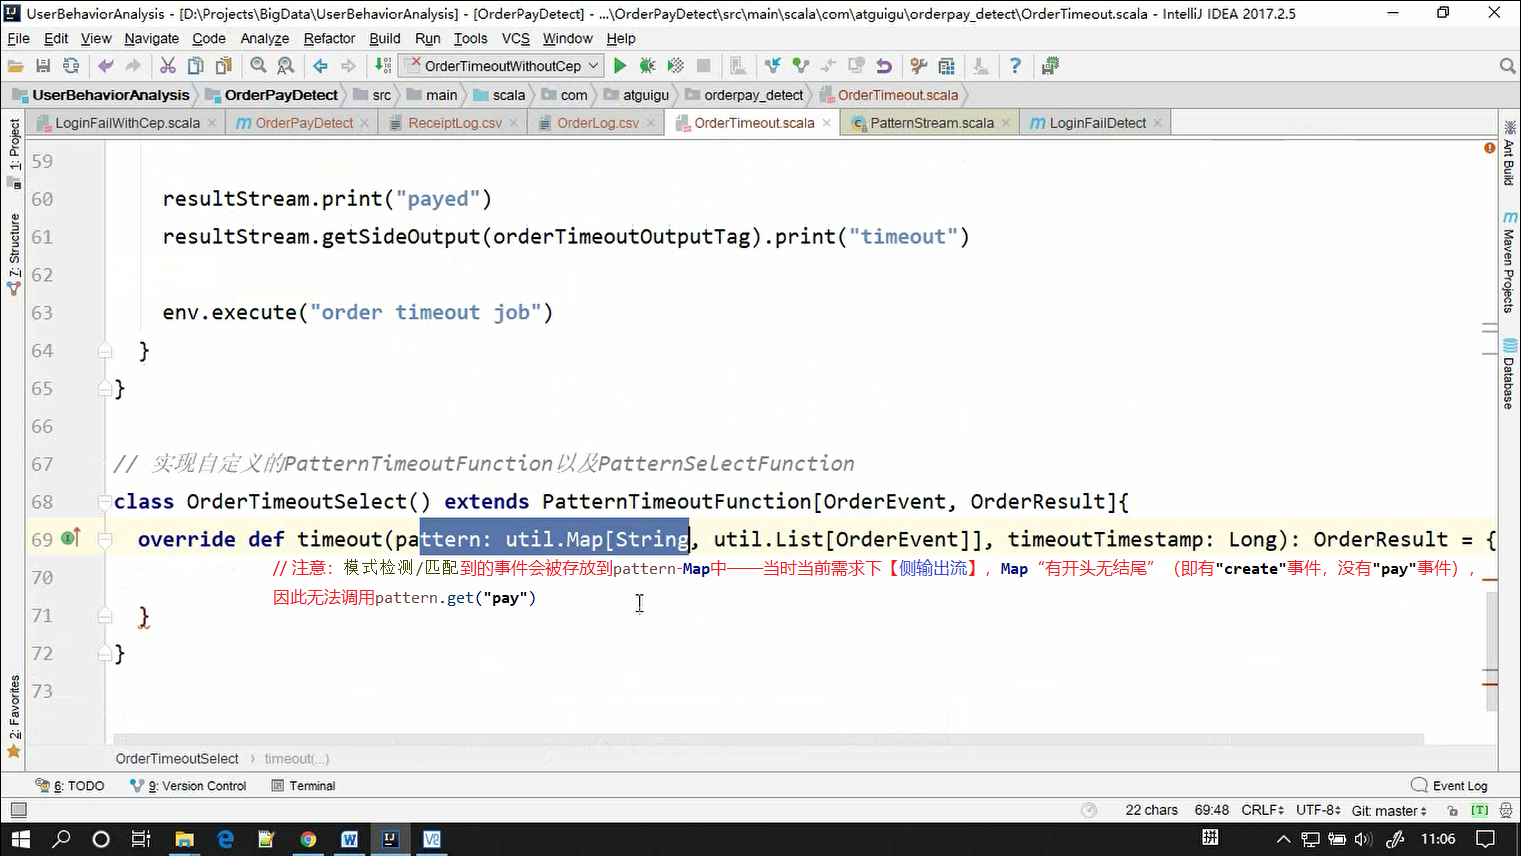 UserBehaviorAnalysis - [D:\Projects\BigData\UserBehaviorAnalysis] - [OrderPayDetect] - ...\OrderPayDetect\src\main\scala\com\atguigu\orderpay_detect\OrderTimeout.scala - IntelliJ IDEA 2017.2.5
File Edit View Navigate Code Analyze Refactor Build Run Tools VCS Window Help
OrderTimeoutWithoutCep
UserBehaviorAnalysis OrderPayDetect src main scala com atguigu orderpay_detect OrderTimeout.scala
LoginFailWithCep.scala OrderPayDetect ReceiptLog.csv OrderLog.csv OrderTimeout.scala PatternStream.scala LoginFailDetect
1: Project
7: Structure
2: Favorites
Ant Build
Maven Projects
Database
59
60 resultStream.print("payed")
61 resultStream.getSideOutput(orderTimeoutOutputTag).print("timeout")
62
63 env.execute("order timeout job")
64 }
65 }
66
67 // 实现自定义的PatternTimeoutFunction以及PatternSelectFunction
68 class OrderTimeoutSelect() extends PatternTimeoutFunction[OrderEvent, OrderResult]{
69 override def timeout(pattern: util.Map[String, util.List[OrderEvent]], timeoutTimestamp: Long): OrderResult = {
70 // 注意：模式检测/匹配到的事件会被存放到pattern-Map中——当时当前需求下【侧输出流】，Map“有开头无结尾”（即有"create"事件，没有"pay"事件），
因此无法调用pattern.get("pay")
71 }
72 }
73
OrderTimeoutSelect › timeout(...)
6: TODO 9: Version Control Terminal Event Log
22 chars 69:48 CRLF UTF-8 Git: master [T]
拼 11:06